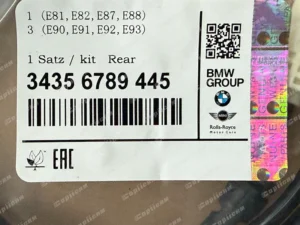 1 (E81, E82, E87, E88)
3 (E90, E91, E92, E93)
1 Satz / kit Rear
3435 6789 445
BMW
GROUP
Rolls-Royce
Motor Cars
EAC